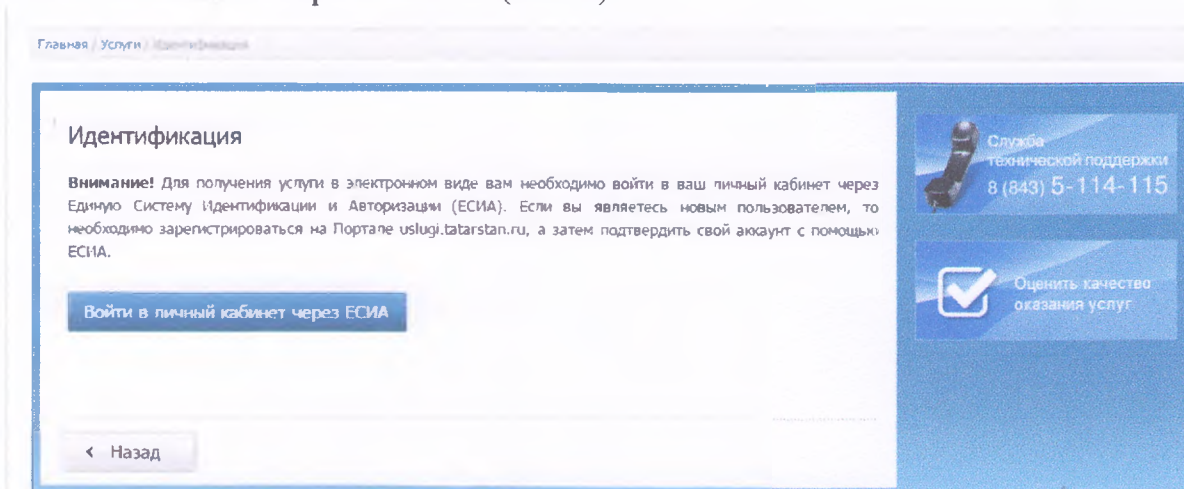 Главная / Услуги / Идентификация
Идентификация
Внимание! Для получения услуги в электронном виде вам необходимо войти в ваш личный кабинет через
Единую Систему Идентификации и Авторизации (ЕСИА). Если вы являетесь новым пользователем, то
необходимо зарегистрироваться на Портале uslugi.tatarstan.ru, а затем подтвердить свой аккаунт с помощью
ЕСИА.
Войти в личный кабинет через ЕСИА
< Назад
Служба
технической поддержки
8 (843) 5-114-115
Оценить качество
оказания услуг